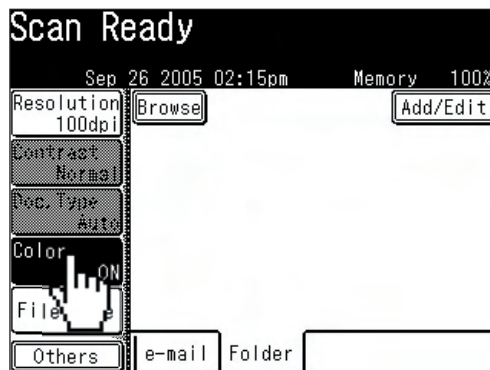 Scan Ready
Sep 26 2005 02:15pm Memory 100%
Resolution
100dpi
Browse
Add/Edit
Contrast
Normal
Doc. Type
Auto
Color
ON
Others
e-mail
Folder